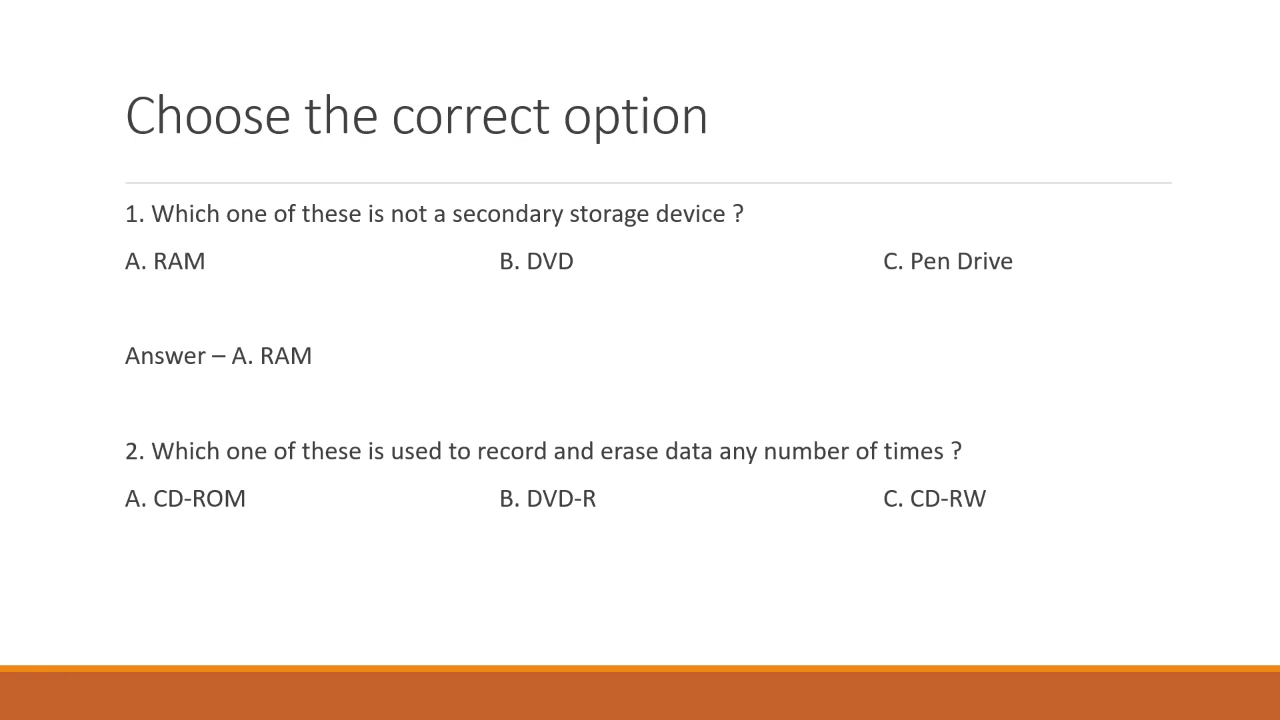 Choose the correct option
1. Which one of these is not a secondary storage device ?
A. RAM B. DVD C. Pen Drive
Answer – A. RAM
2. Which one of these is used to record and erase data any number of times ?
A. CD-ROM B. DVD-R C. CD-RW